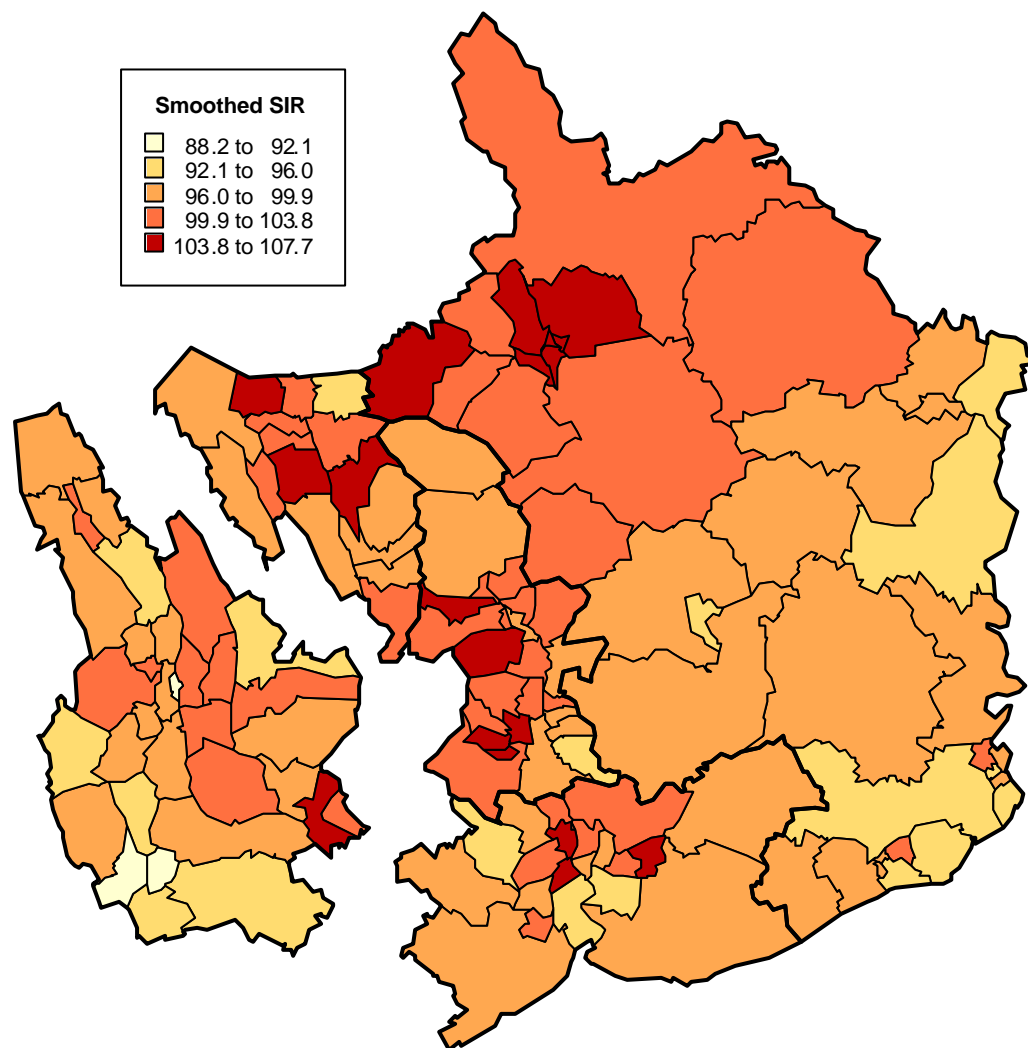 Smoothed SIR
88.2 to 92.1
92.1 to 96.0
96.0 to 99.9
99.9 to 103.8
103.8 to 107.7